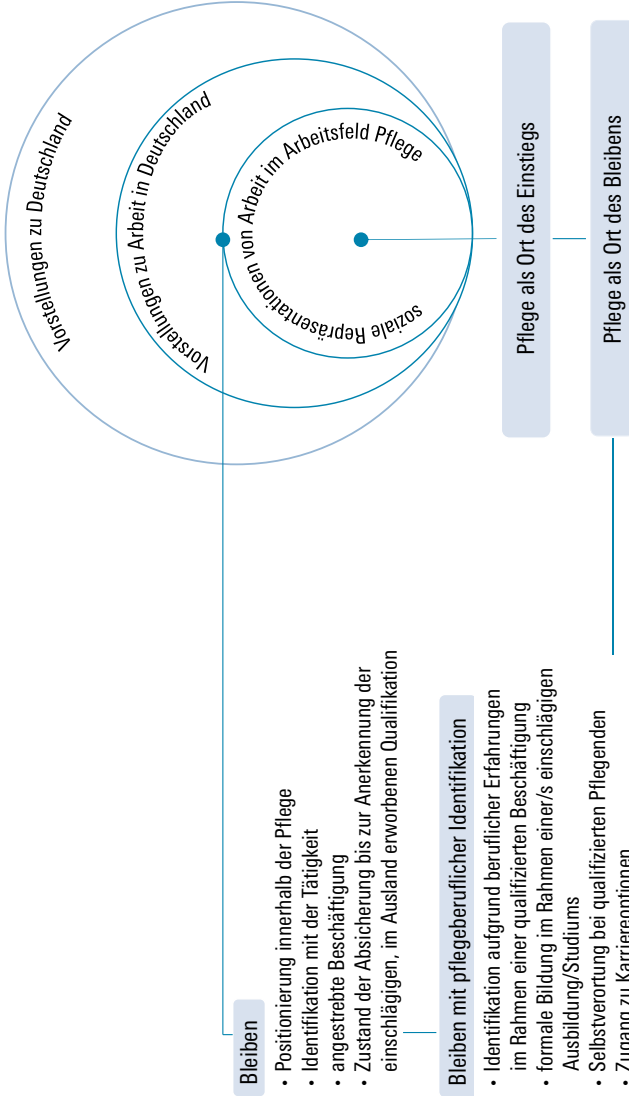 Vorstellungen zu Deutschland
Vorstellungen zu Arbeit in Deutschland
soziale Repräsentationen von Arbeit im Arbeitsfeld Pflege
Pflege als Ort des Einstiegs
Pflege als Ort des Bleibens
Bleiben
• Positionierung innerhalb der Pflege
• Identifikation mit der Tätigkeit
• angestrebte Beschäftigung
• Zustand der Absicherung bis zur Anerkennung der
einschlägigen, im Ausland erworbenen Qualifikation
Bleiben mit pflegeberuflicher Identifikation
• Identifikation aufgrund beruflicher Erfahrungen
im Rahmen einer qualifizierten Beschäftigung
• formale Bildung im Rahmen einer/s einschlägigen
Ausbildung/Studiums
• Selbstverortung bei qualifizierten Pflegenden
• Zugang zu Karriereoptionen